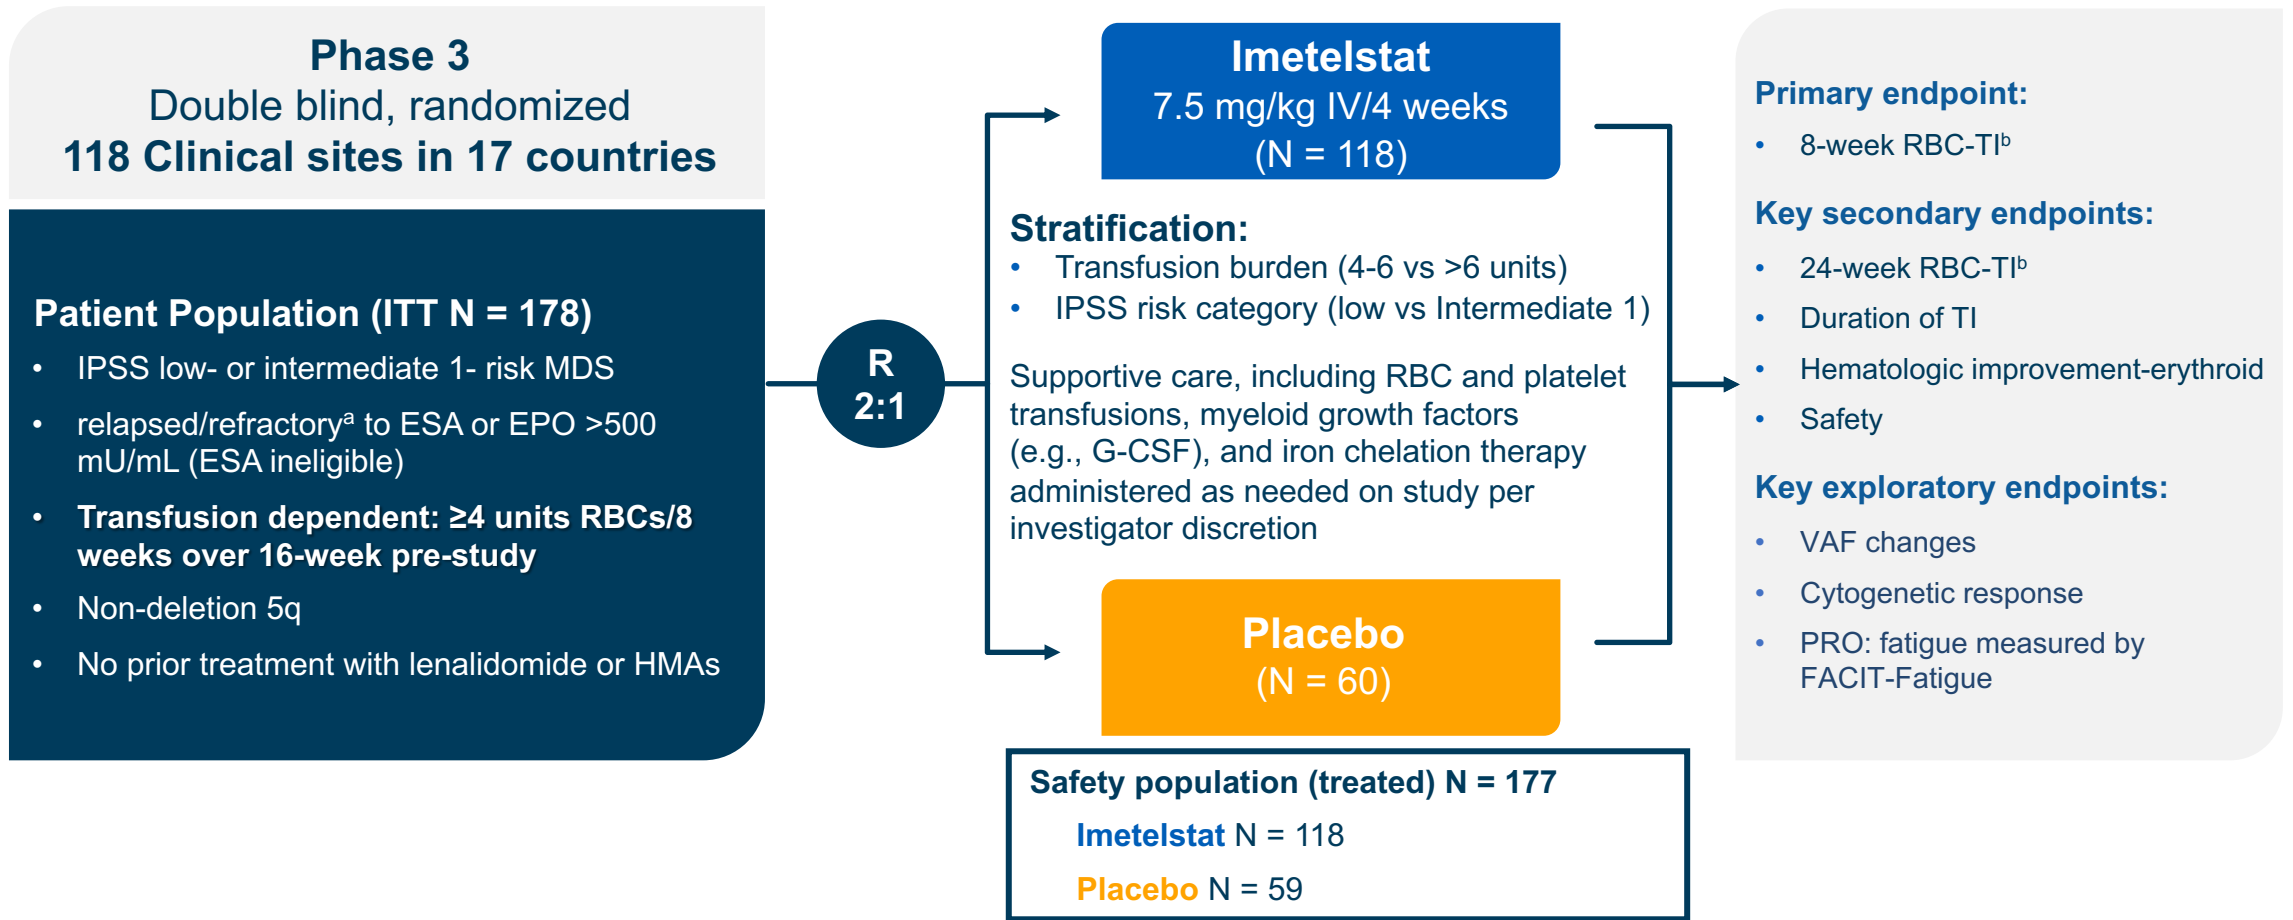 Phase 3
Double blind, randomized
118 Clinical sites in 17 countries
Patient Population (ITT N = 178)
• IPSS low- or intermediate 1- risk MDS
• relapsed/refractoryᵃ to ESA or EPO >500
mU/mL (ESA ineligible)
• Transfusion dependent: ≥4 units RBCs/8
weeks over 16-week pre-study
• Non-deletion 5q
• No prior treatment with lenalidomide or HMAs
R
2:1
Imetelstat
7.5 mg/kg IV/4 weeks
(N = 118)
Stratification:
• Transfusion burden (4-6 vs >6 units)
• IPSS risk category (low vs Intermediate 1)
Supportive care, including RBC and platelet
transfusions, myeloid growth factors
(e.g., G-CSF), and iron chelation therapy
administered as needed on study per
investigator discretion
Placebo
(N = 60)
Safety population (treated) N = 177
Imetelstat N = 118
Placebo N = 59
Primary endpoint:
• 8-week RBC-TIᵇ
Key secondary endpoints:
• 24-week RBC-TIᵇ
• Duration of TI
• Hematologic improvement-erythroid
• Safety
Key exploratory endpoints:
• VAF changes
• Cytogenetic response
• PRO: fatigue measured by
FACIT-Fatigue